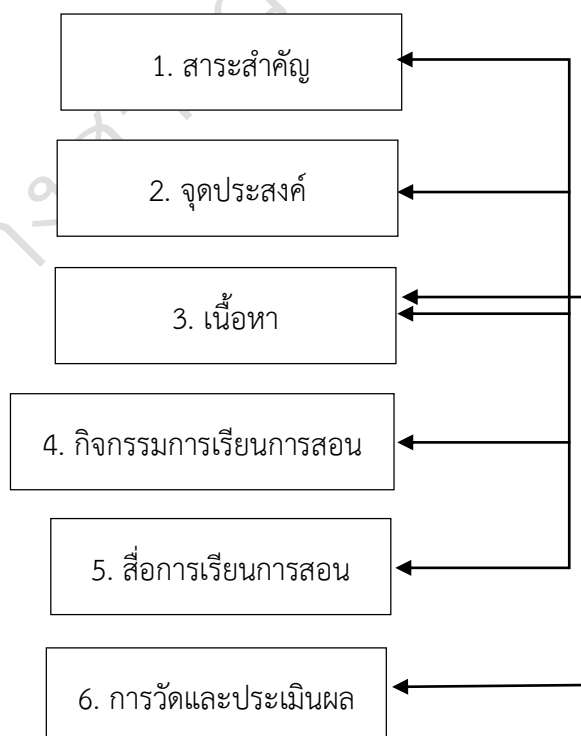 1. สาระสำคัญ
2. จุดประสงค์
3. เนื้อหา
4. กิจกรรมการเรียนการสอน
5. สื่อการเรียนการสอน
6. การวัดและประเมินผล